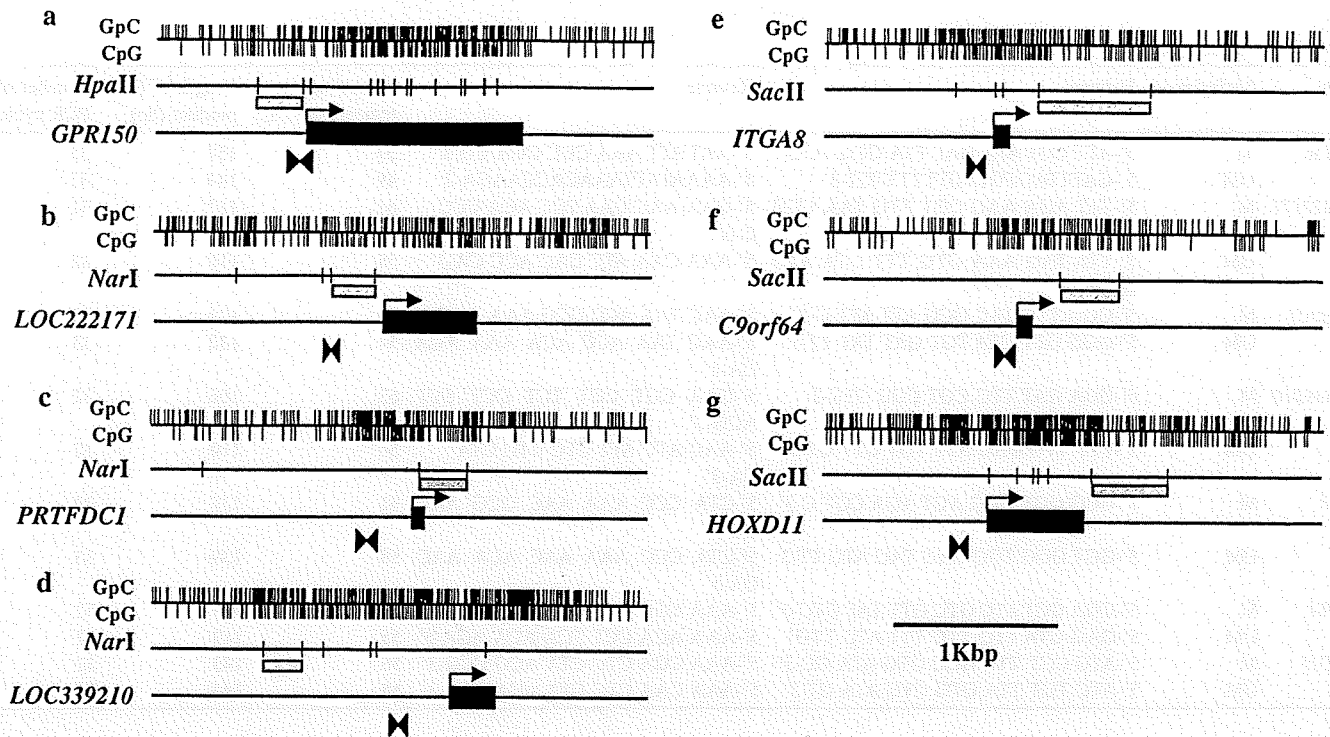 a
GpC
CpG
HpaII
GPR150
b
GpC
CpG
NarI
LOC222171
c
GpC
CpG
NarI
PRTFDC1
d
GpC
CpG
NarI
LOC339210
e
GpC
CpG
SacII
ITGA8
f
GpC
CpG
SacII
C9orf64
g
GpC
CpG
SacII
HOXD11
1Kbp